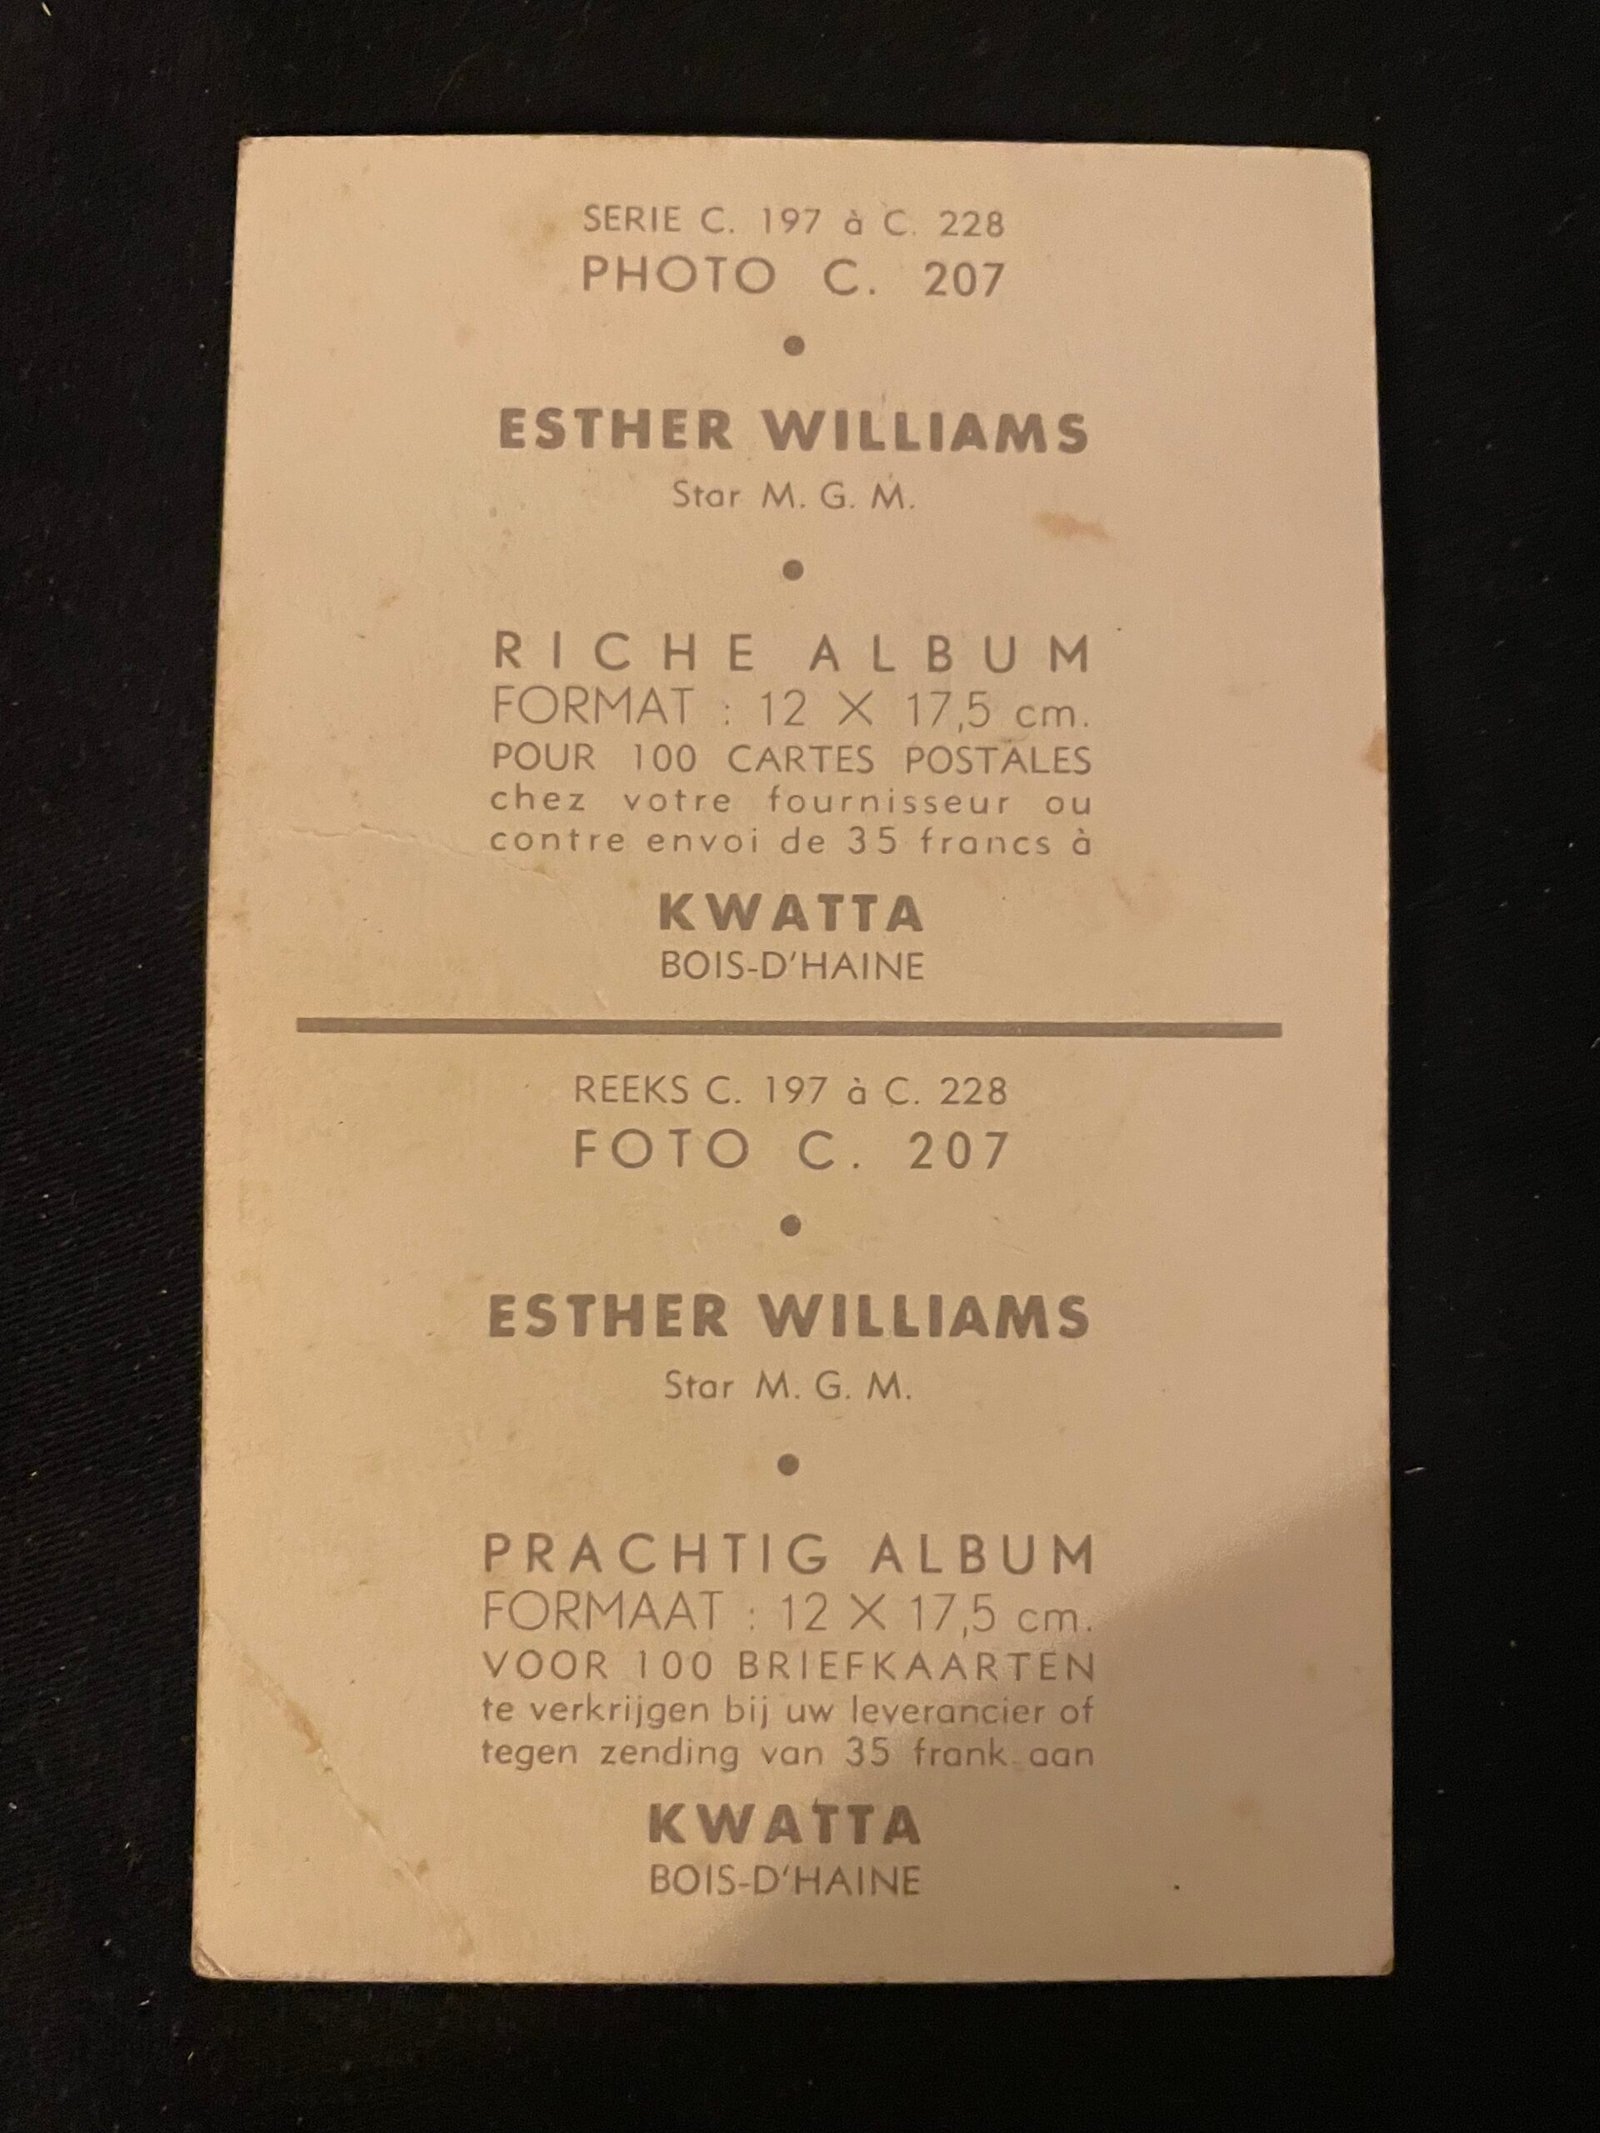 SERIE C. 197 à C. 228
PHOTO C. 207
ESTHER WILLIAMS
Star M. G. M.
RICHE ALBUM
FORMAT : 12 X 17,5 cm.
POUR 100 CARTES POSTALES
chez votre fournisseur ou
contre envoi de 35 francs à
KWATTA
BOIS-D'HAINE
REEKS C. 197 à C. 228
FOTO C. 207
ESTHER WILLIAMS
Star M. G. M.
PRACHTIG ALBUM
FORMAAT : 12 X 17,5 cm.
VOOR 100 BRIEFKAARTEN
te verkrijgen bij uw leverancier of
tegen zending van 35 frank aan
KWATTA
BOIS-D'HAINE